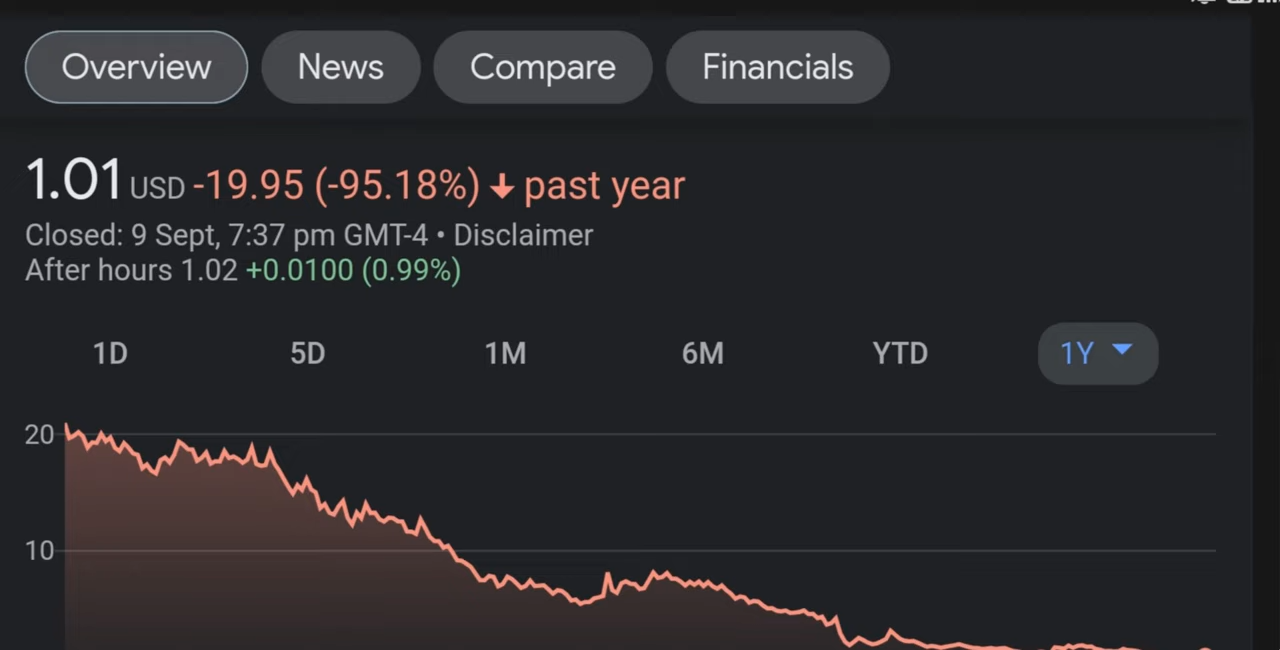 Overview News Compare Financials
1.01 USD -19.95 (-95.18%) ↓ past year
Closed: 9 Sept, 7:37 pm GMT-4 • Disclaimer
After hours 1.02 +0.0100 (0.99%)
1D 5D 1M 6M YTD 1Y
20
10